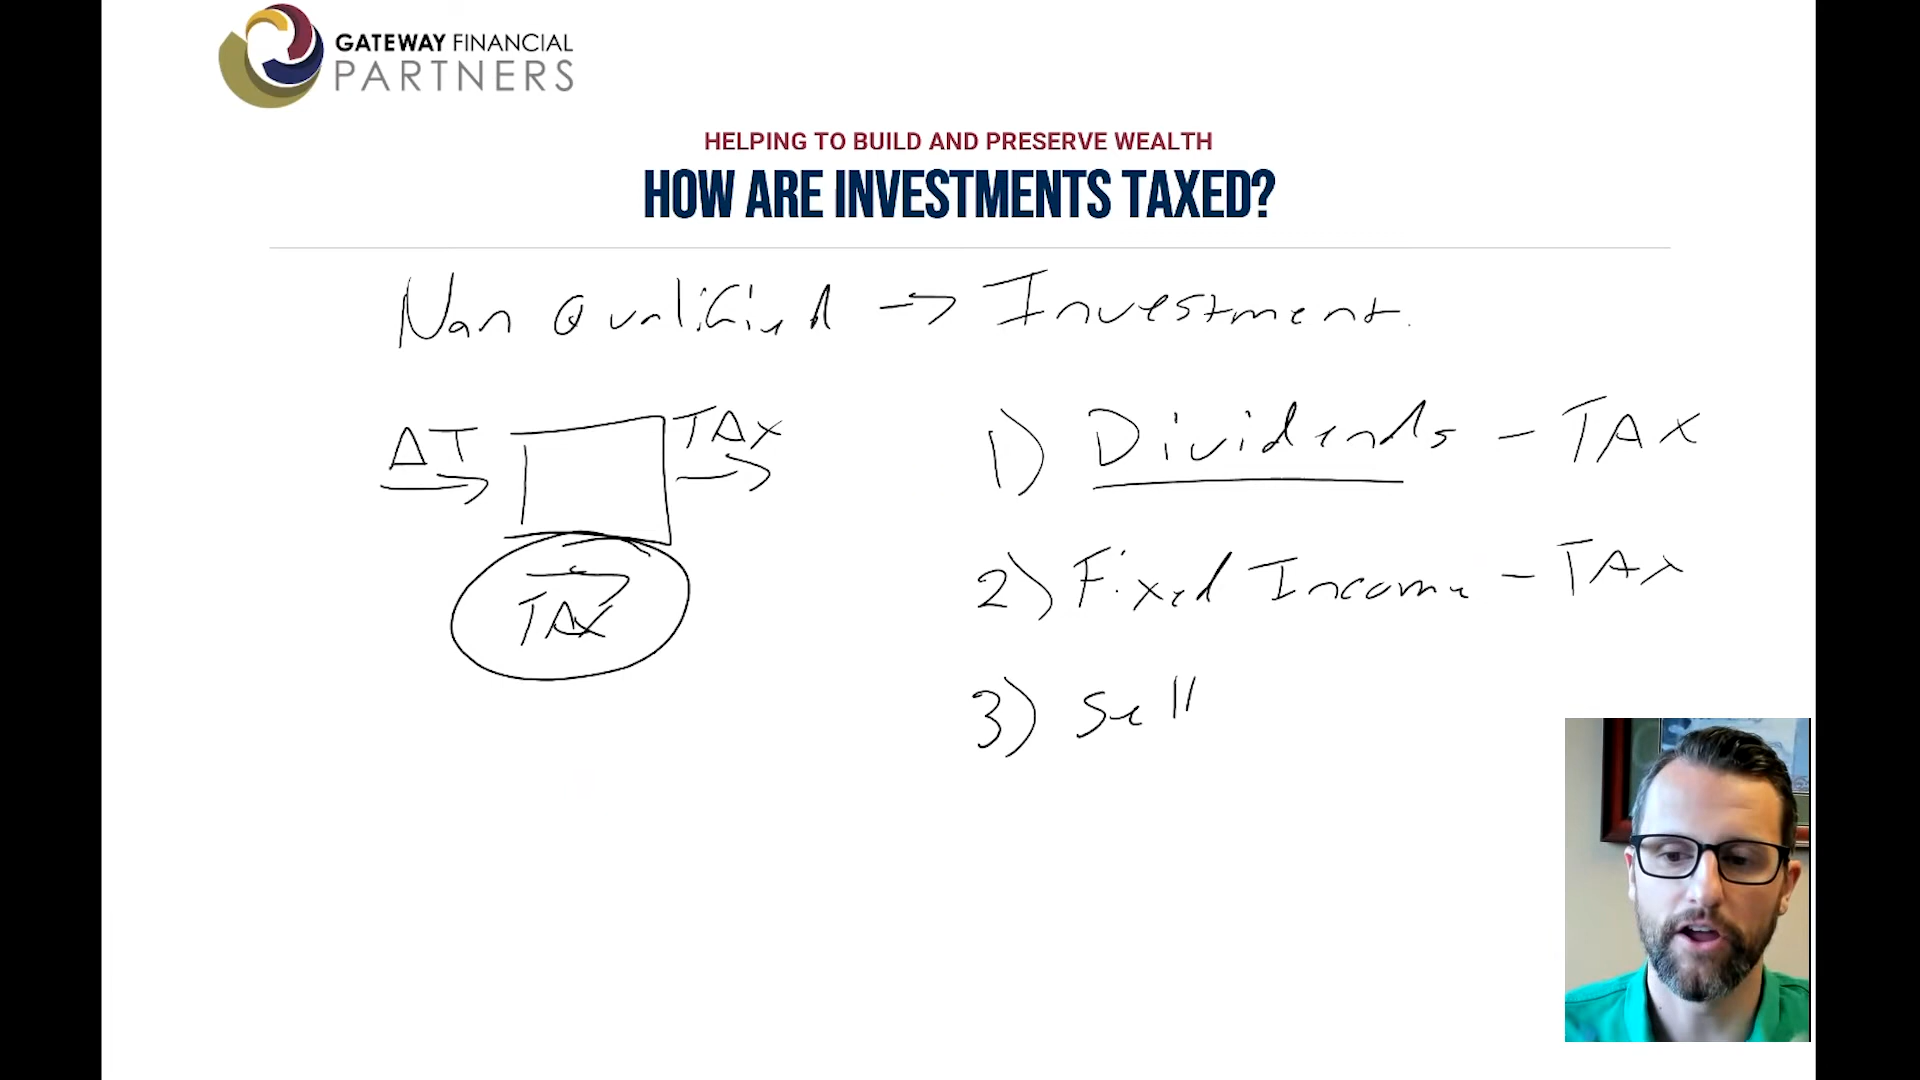 GATEWAY FINANCIAL
PARTNERS
HELPING TO BUILD AND PRESERVE WEALTH
HOW ARE INVESTMENTS TAXED?
Non Qualified → Investment.
ΔT
TAX
TAX
1) Dividends - TAX
2) Fixed Income - TAX
3) Sell